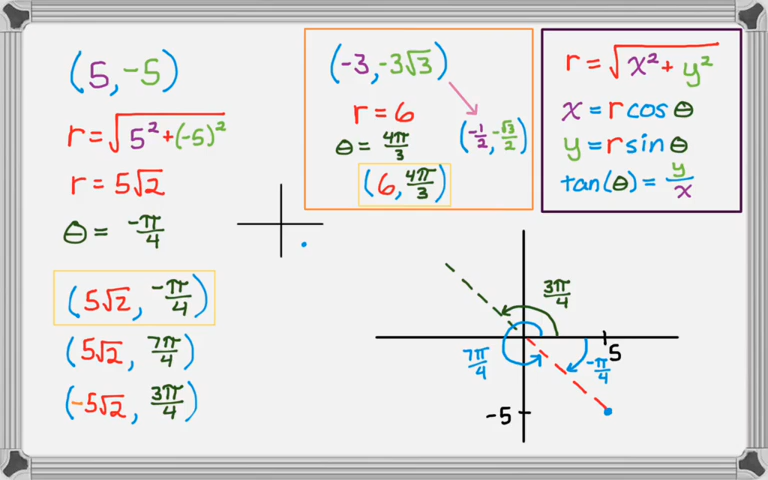 (5, -5)
r = √5² + (-5)²
r = 5√2
θ = -π/4
(5√2, -π/4)
(5√2, 7π/4)
(-5√2, 3π/4)
(-3, -3√3)
r = 6
θ = 4π/3
(-1/2, -√3/2)
(6, 4π/3)
r = √x² + y²
x = r cos θ
y = r sin θ
tan(θ) = y/x
3π/4
7π/4
-π/4
5
-5